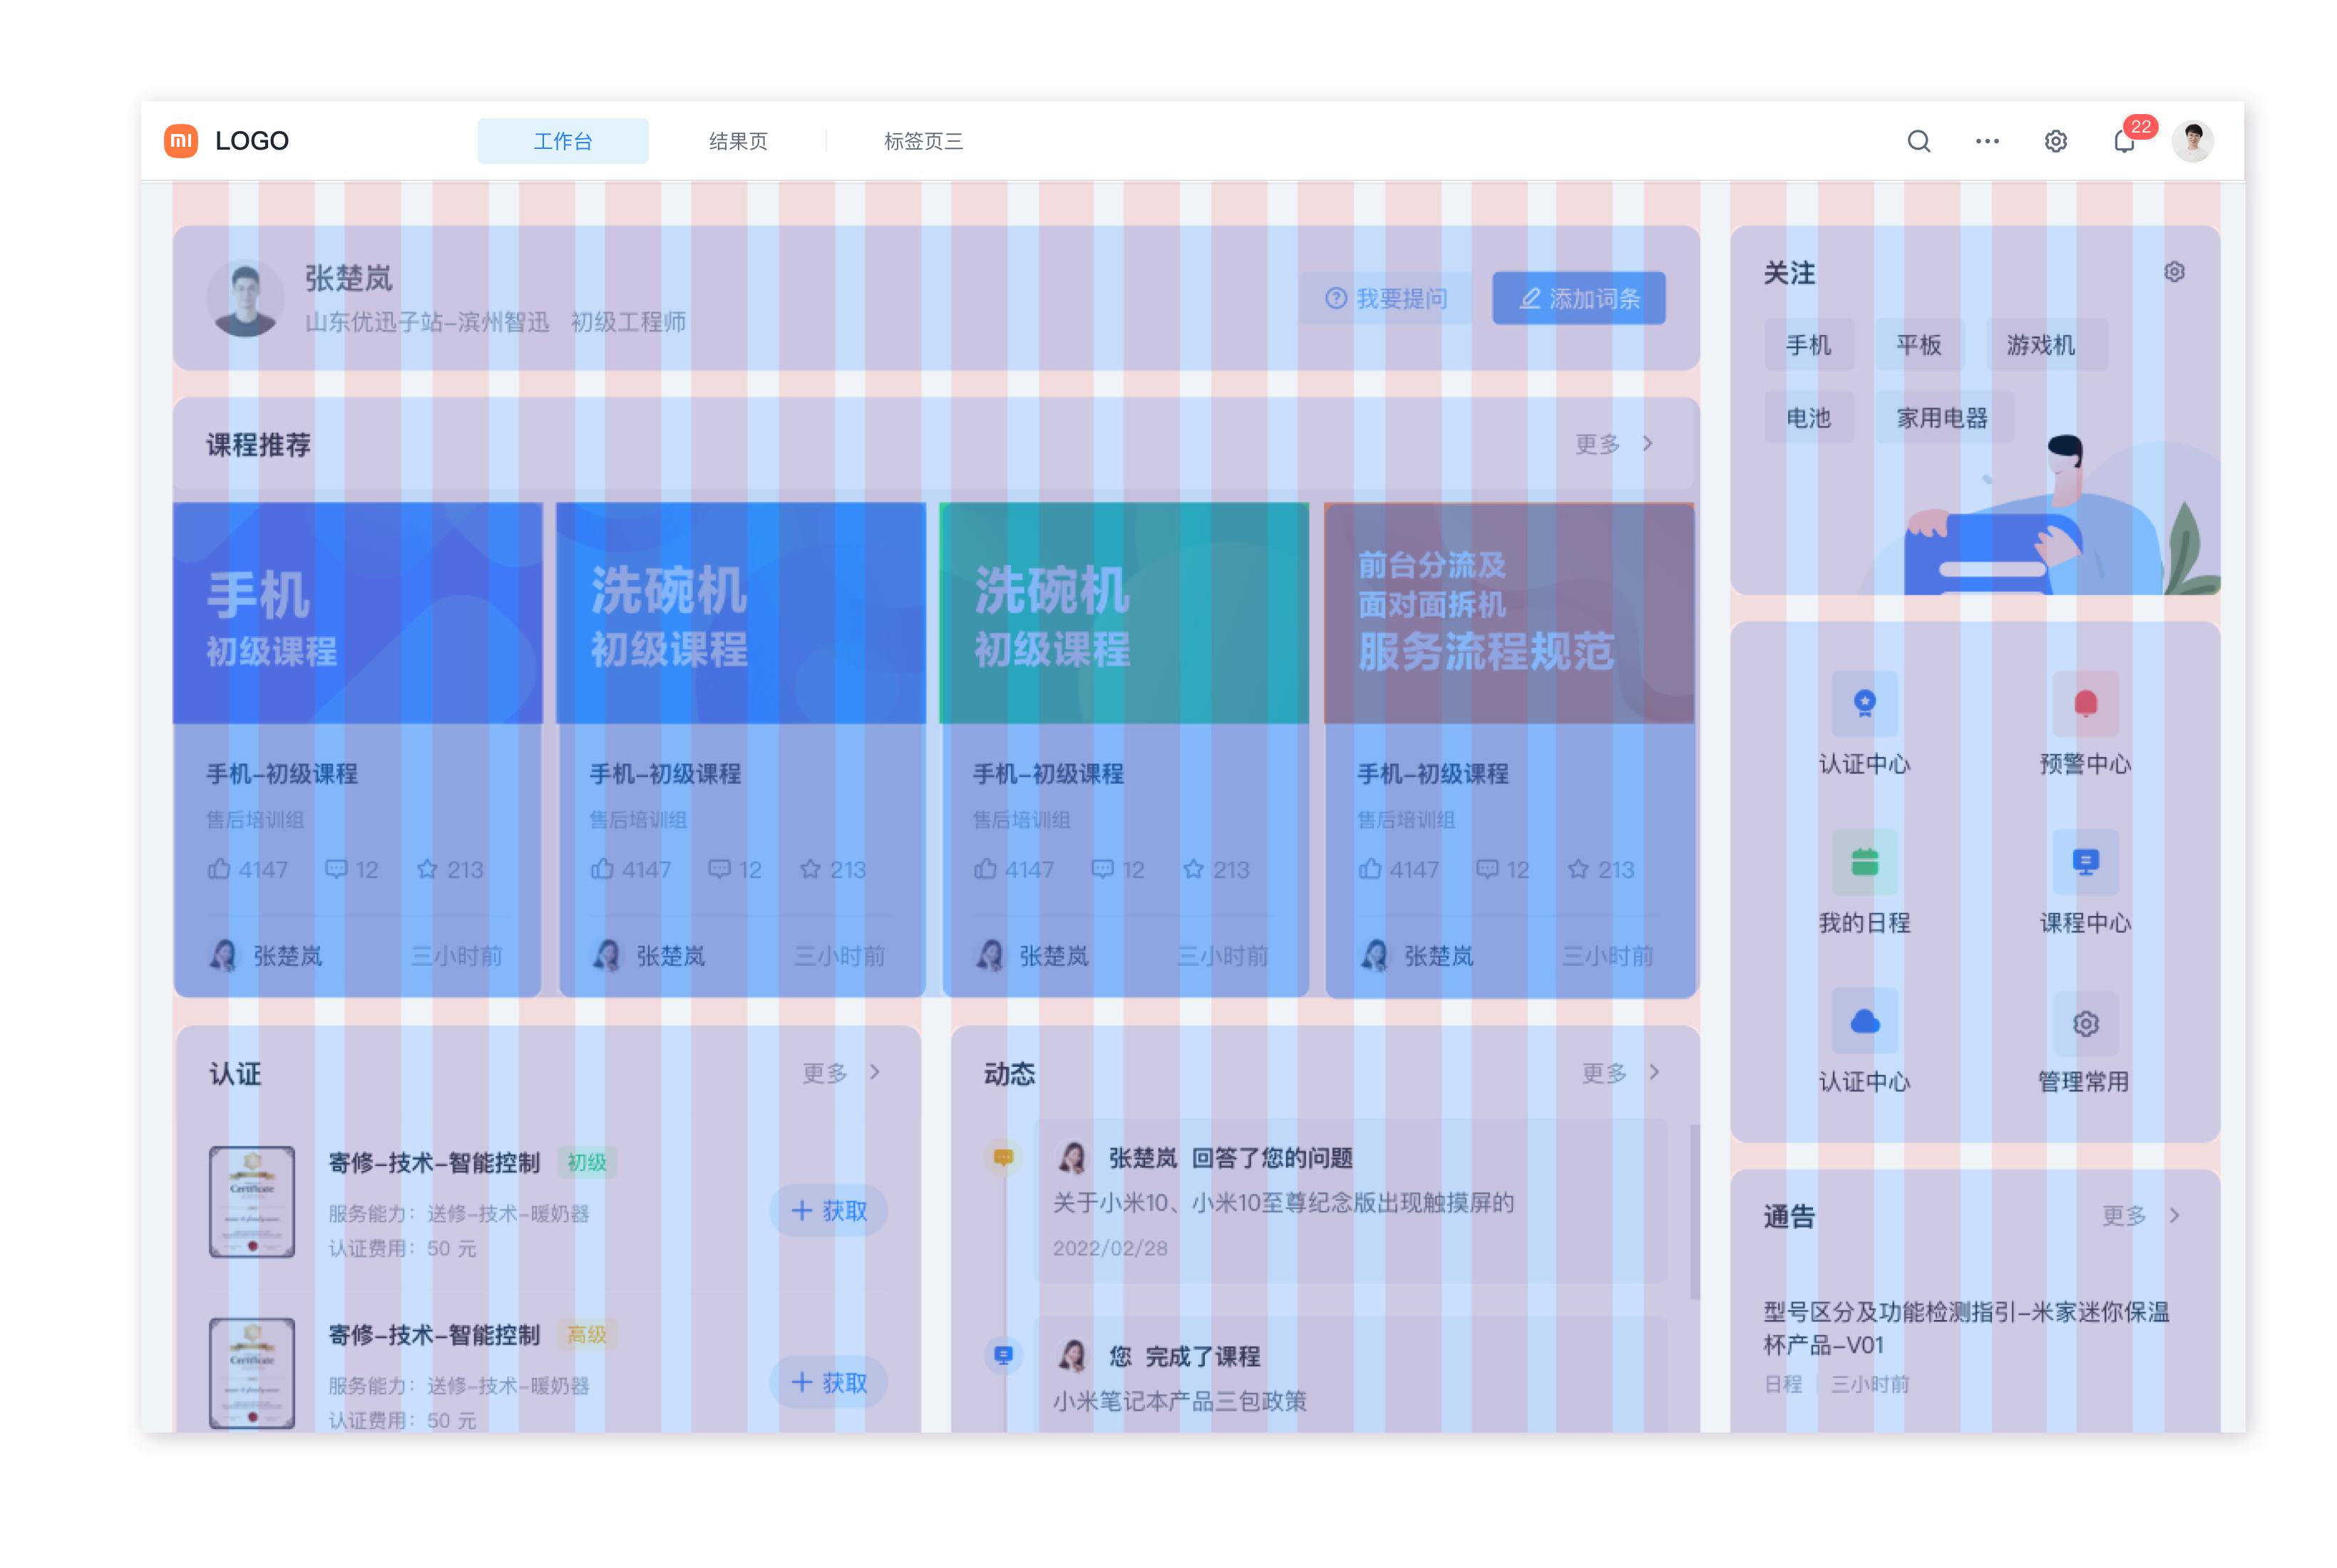 LOGO
工作台
结果页
标签页三
22
张楚岚
山东优迅子站-滨州智迅 初级工程师
我要提问
添加词条
课程推荐
更多
手机
初级课程
洗碗机
初级课程
洗碗机
初级课程
前台分流及
面对面拆机
服务流程规范
手机-初级课程
售后培训组
4147 12 213
张楚岚 三小时前
手机-初级课程
售后培训组
4147 12 213
张楚岚 三小时前
手机-初级课程
售后培训组
4147 12 213
张楚岚 三小时前
手机-初级课程
售后培训组
4147 12 213
张楚岚 三小时前
认证
更多
Certificate
寄修-技术-智能控制 初级
服务能力：送修-技术-暖奶器
认证费用：50 元
获取
Certificate
寄修-技术-智能控制 高级
服务能力：送修-技术-暖奶器
认证费用：50 元
获取
动态
更多
张楚岚 回答了您的问题
关于小米10、小米10至尊纪念版出现触摸屏的
2022/02/28
您 完成了课程
小米笔记本产品三包政策
关注
手机
平板
游戏机
电池
家用电器
认证中心
预警中心
我的日程
课程中心
认证中心
管理常用
通告
更多
型号区分及功能检测指引-米家迷你保温
杯产品-V01
日程 三小时前